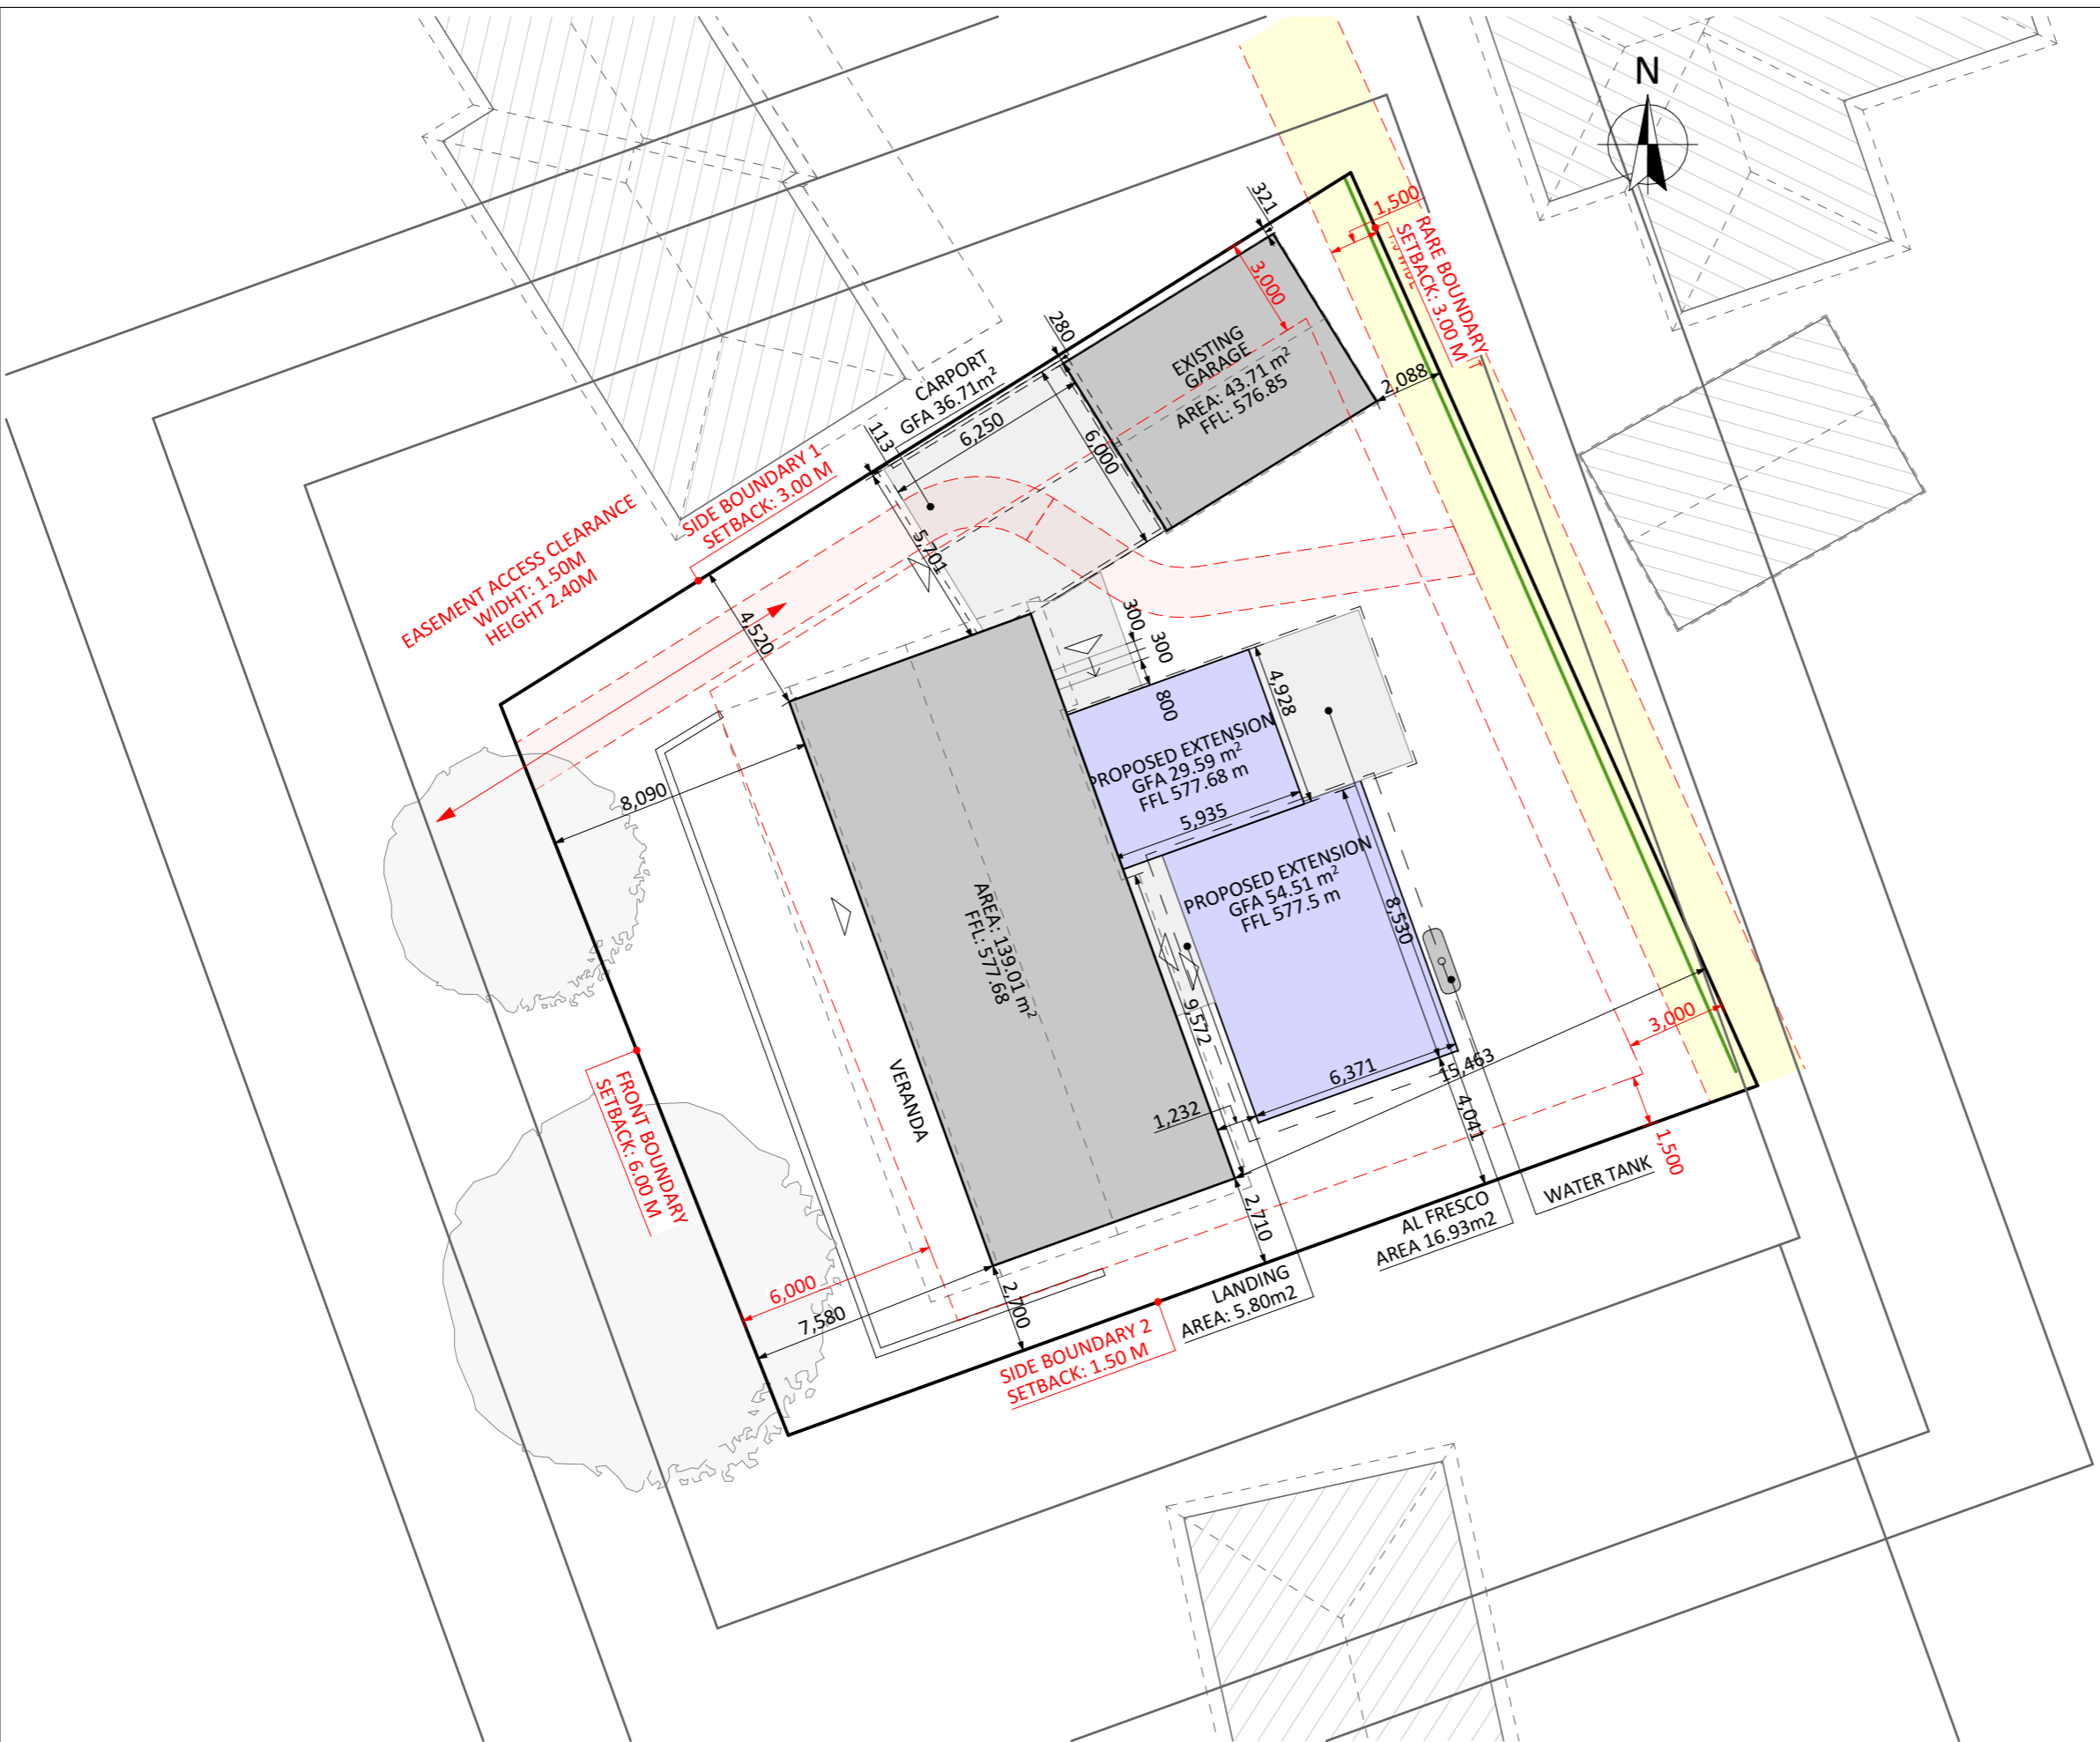 N
321
1,500
RARE BOUNDARY
SETBACK: 3.00 M
3,000
280
EXISTING
GARAGE
AREA: 43.71 m²
FFL: 576.85
2,088
CARPORT
GFA 36.71m²
113
6,250
6,000
SIDE BOUNDARY 1
SETBACK: 3.00 M
EASEMENT ACCESS CLEARANCE
WIDHT: 1.50M
HEIGHT 2.40M
5,701
4,520
300
300
800
4,928
PROPOSED EXTENSION
GFA 29.59 m²
FFL 577.68 m
5,935
8,090
PROPOSED EXTENSION
GFA 54.51 m²
FFL 577.5 m
8,530
AREA: 139.01 m²
FFL: 577.68
9,572
3,000
15,463
6,371
1,232
4,041
1,500
VERANDA
FRONT BOUNDARY
SETBACK: 6.00 M
WATER TANK
AL FRESCO
AREA 16.93m2
2,710
LANDING
AREA: 5.80m2
6,000
7,580
2,700
SIDE BOUNDARY 2
SETBACK: 1.50 M